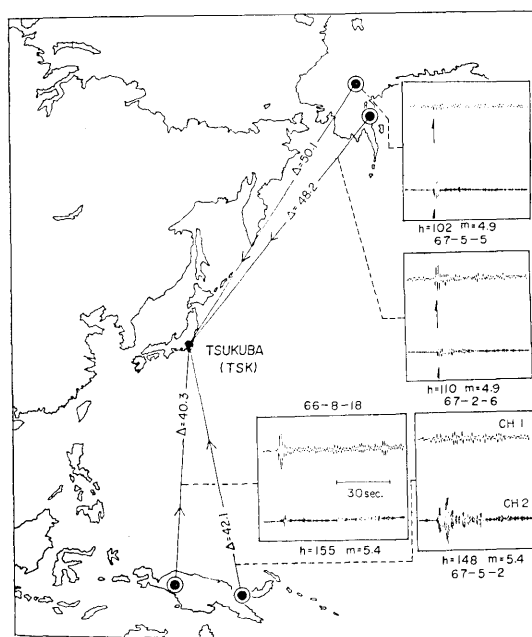 Δ=50.1
Δ=48.2
h=102 m=4.9
67-5-5
TSUKUBA
(TSK)
h=110 m=4.9
67-2-6
Δ=40.3
66-8-18
CH 1
30 sec.
CH 2
Δ=42.1
h=155 m=5.4
h=148 m=5.4
67-5-2